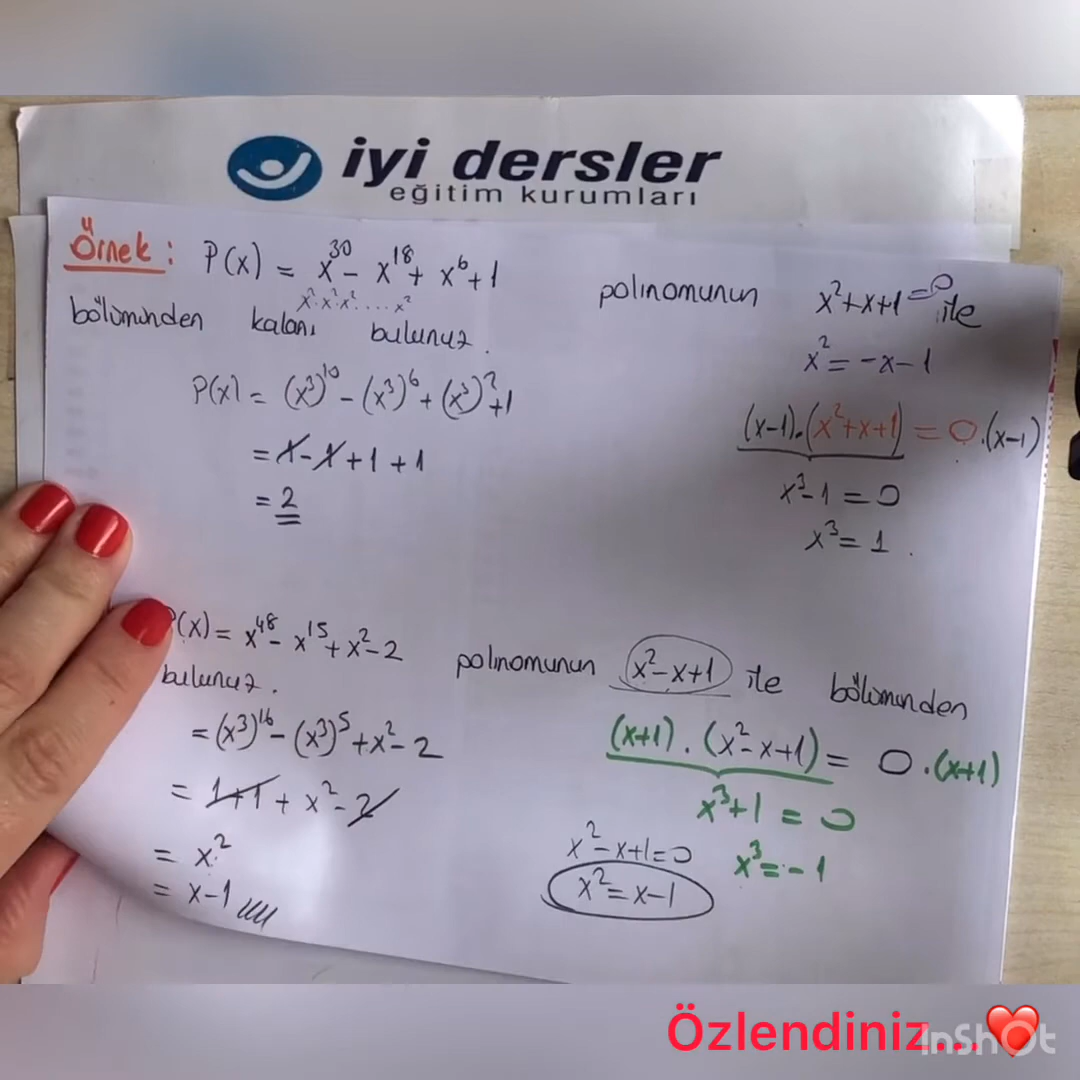 iyi dersler
eğitim kurumları
Örnek : P(x) = x³⁰ - x¹⁸ + x⁶ + 1 polinomunun x²+x+1 = 0 ile
x².x².x²....x²
bölümünden kalanı bulunuz.
x² = -x-1
P(x) = (x³)¹⁰ - (x³)⁶ + (x³)² + 1
(x-1).(x²+x+1) = 0.(x-1)
= 1 - 1 + 1 + 1
x³-1 = 0
= 2
x³ = 1.
P(x) = x⁴⁸ - x¹⁵ + x² - 2 polinomunun x²-x+1 ile bölümünden
bulunuz.
= (x³)¹⁶ - (x³)⁵ + x² - 2
(x+1).(x²-x+1) = 0.(x+1)
= 1+1 + x² - 2
x³+1 = 0
= x²
x²-x+1=0
x³ = -1
= x-1
x² = x-1
Özlendiniz...❤️
InShOt